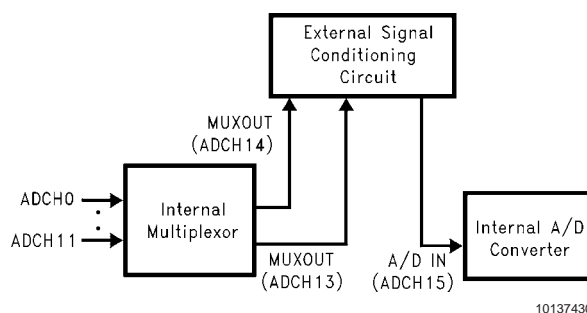 External Signal
Conditioning
Circuit
MUXOUT
(ADCH14)
ADCH0
ADCH11
Internal
Multiplexor
MUXOUT
(ADCH13)
A/D IN
(ADCH15)
Internal A/D
Converter
10137430